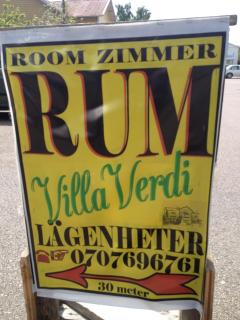 ROOM ZIMMER
RUM
Villa Verdi
LÄGENHETER
0707696761
30 meter